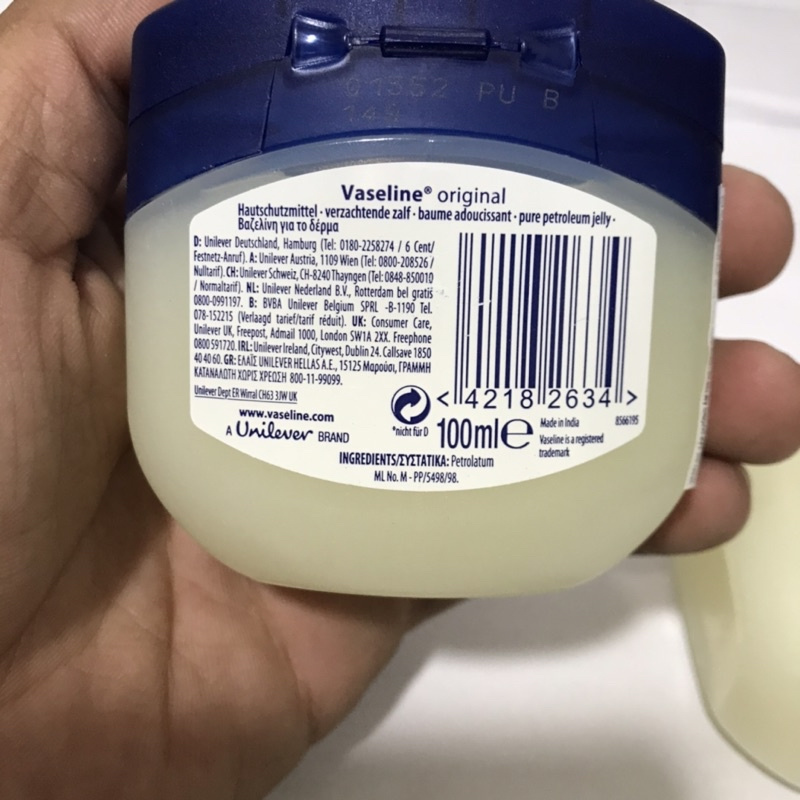 01352 PU B
Vaseline® original
Hautschutzmittel · verzachtende zalf · baume adoucissant · pure petroleum jelly ·
Βαζελίνη για το δέρμα
D: Unilever Deutschland, Hamburg (Tel: 0180-2258274 / 6 Cent/
Festnetz-Anruf). A: Unilever Austria, 1109 Wien (Tel: 0800-208526 /
Nulltarif). CH: Unilever Schweiz, CH-8240 Thayngen (Tel: 0848-850010
/ Normaltarif). NL: Unilever Nederland B.V., Rotterdam bel gratis
0800-0991197. B: BVBA Unilever Belgium SPRL -B-1190 Tel.
078-152215 (Verlaagd tarief/tarif réduit). UK: Consumer Care,
Unilever UK, Freepost, Admail 1000, London SW1A 2XX. Freephone
0800 591720. IRL: Unilever Ireland, Citywest, Dublin 24. Callsave 1850
40 40 60. GR: ΕΛΑΪΣ UNILEVER HELLAS A.E., 15125 Μαρούσι, ΓΡΑΜΜΗ
ΚΑΤΑΝΑΛΩΤΗ ΧΩΡΙΣ ΧΡΕΩΣΗ 800-11-99099.
Unilever Dept ER Wirral CH63 3JW UK
www.vaseline.com
A Unilever BRAND
*nicht für D
< 4218 2634 >
100ml e
Made in India
8566195
Vaseline is a registered
trademark
INGREDIENTS/ΣΥΣΤΑΤΙΚΑ: Petrolatum
ML No. M - PP/5498/98.